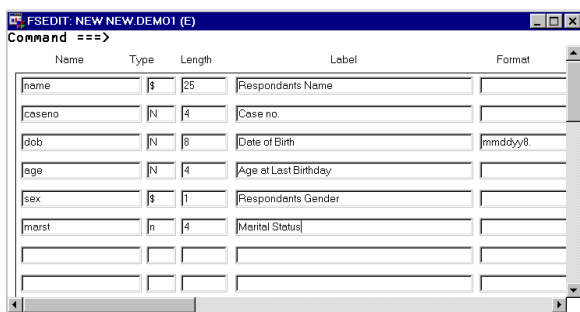 FSEDIT: NEW NEW.DEMO1 (E)
Command ===>
Name Type Length Label Format
name $ 25 Respondants Name
caseno N 4 Case no.
dob N 8 Date of Birth mmddyy8.
age N 4 Age at Last Birthday
sex $ 1 Respondants Gender
marst n 4 Marital Status